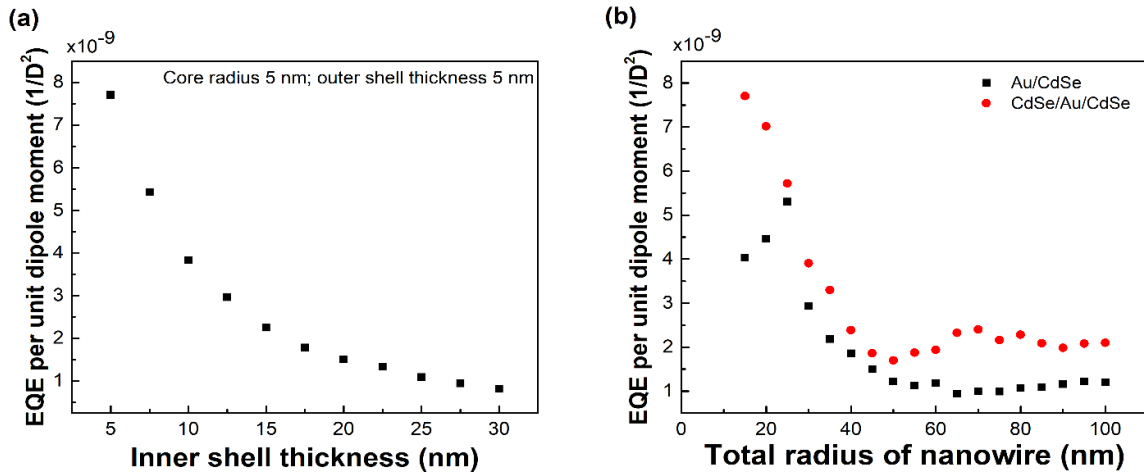 (a)
×10⁻⁹
Core radius 5 nm; outer shell thickness 5 nm
EQE per unit dipole moment (1/D²)
8
7
6
5
4
3
2
1
5 10 15 20 25 30
Inner shell thickness (nm)
(b)
×10⁻⁹
Au/CdSe
CdSe/Au/CdSe
EQE per unit dipole moment (1/D²)
8
7
6
5
4
3
2
1
0 20 40 60 80 100
Total radius of nanowire (nm)